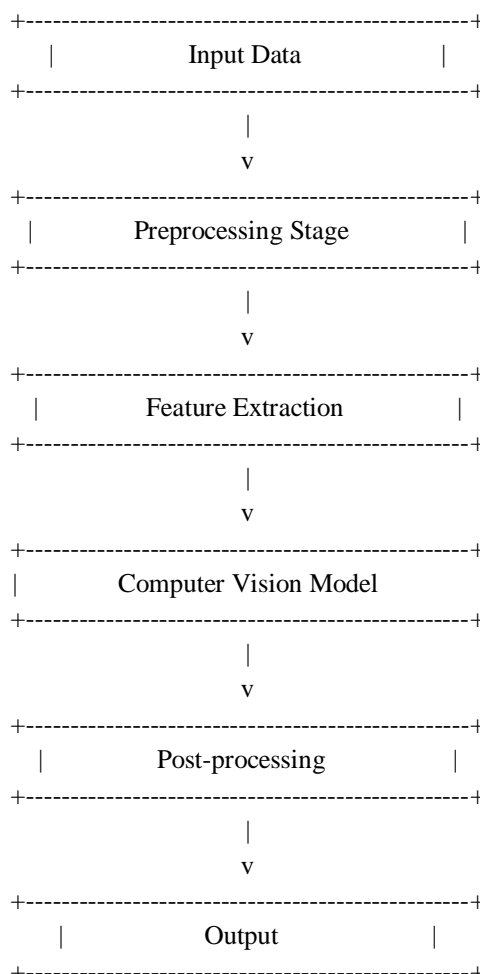 +----------------------------------------------+
| Input Data |
+----------------------------------------------+
|
v
+----------------------------------------------+
| Preprocessing Stage |
+----------------------------------------------+
|
v
+----------------------------------------------+
| Feature Extraction |
+----------------------------------------------+
|
v
+----------------------------------------------+
| Computer Vision Model
+----------------------------------------------+
|
v
+----------------------------------------------+
| Post-processing |
+----------------------------------------------+
|
v
+----------------------------------------------+
| Output |
+----------------------------------------------+